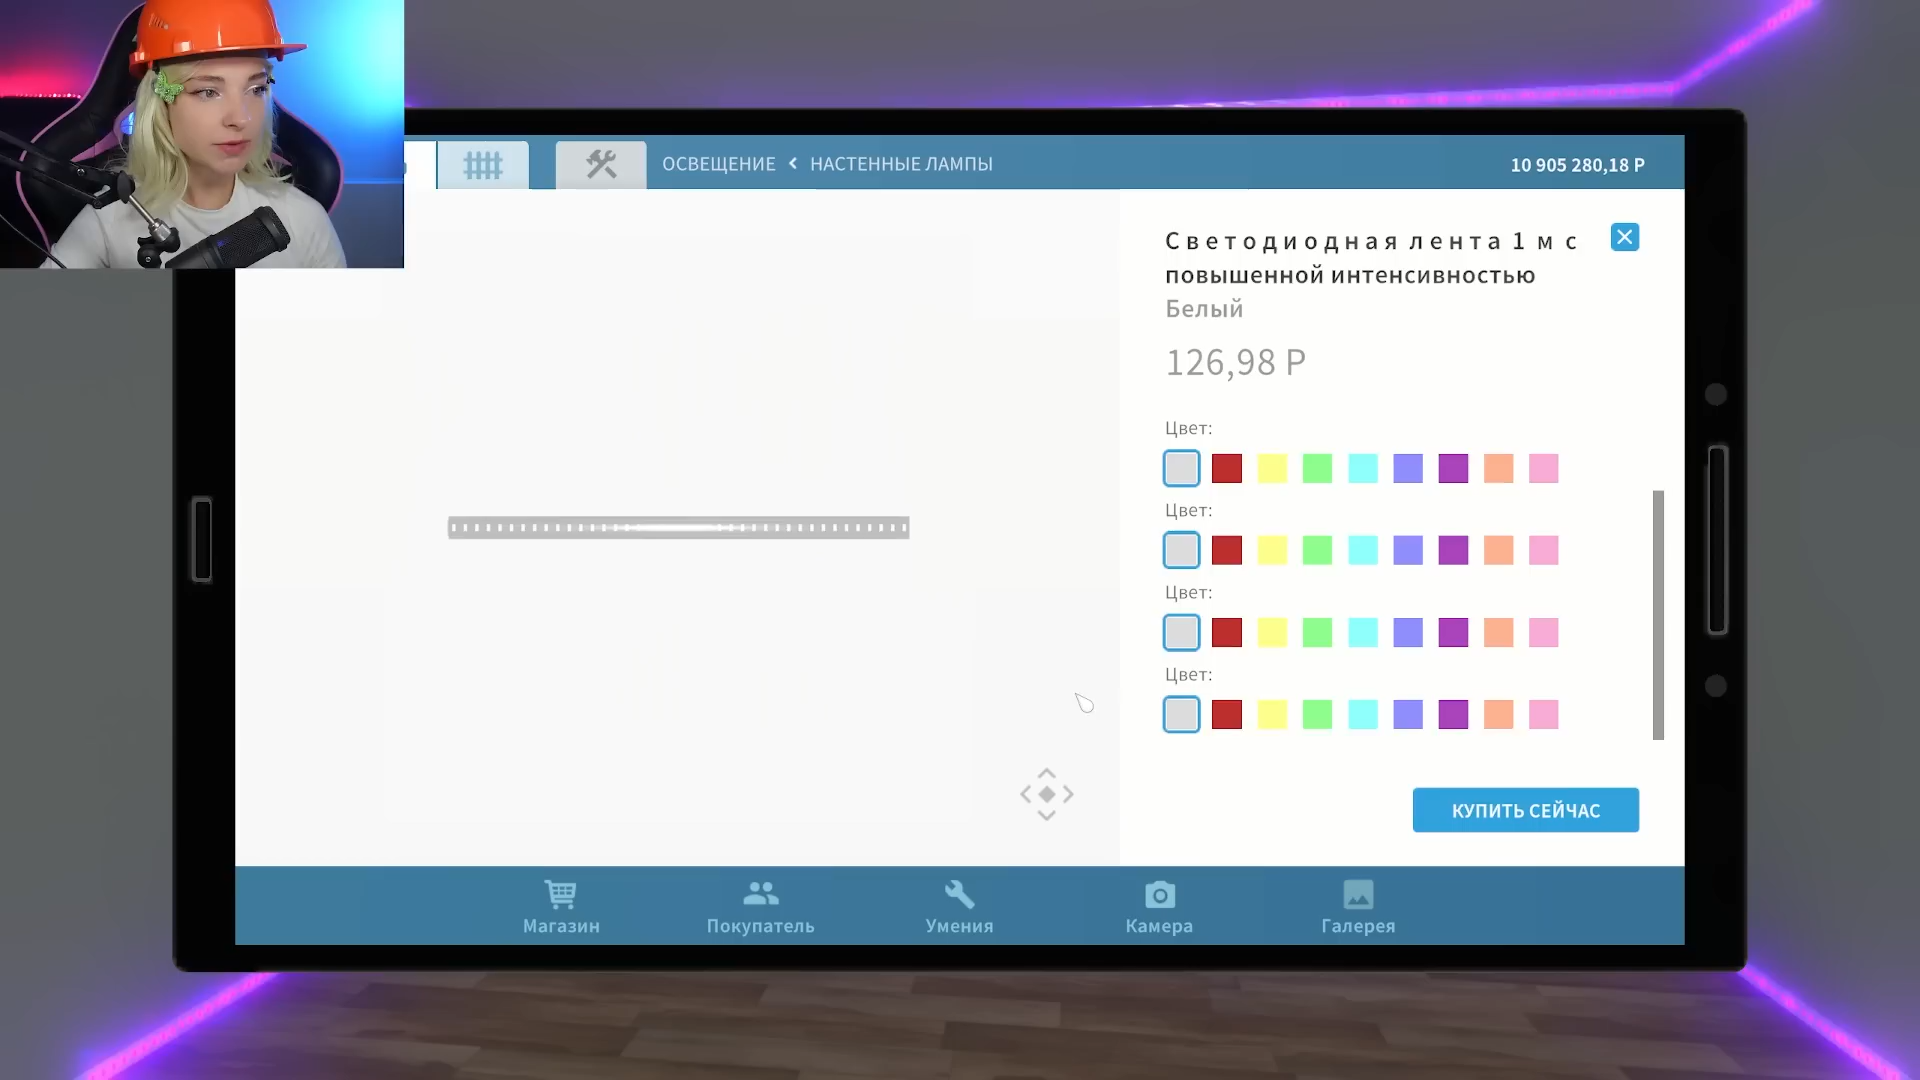 ОСВЕЩЕНИЕ < НАСТЕННЫЕ ЛАМПЫ
10 905 280,18 Р
Светодиодная лента 1 м с
повышенной интенсивностью
Белый
126,98 Р
Цвет:
Цвет:
Цвет:
Цвет:
КУПИТЬ СЕЙЧАС
Магазин
Покупатель
Умения
Камера
Галерея